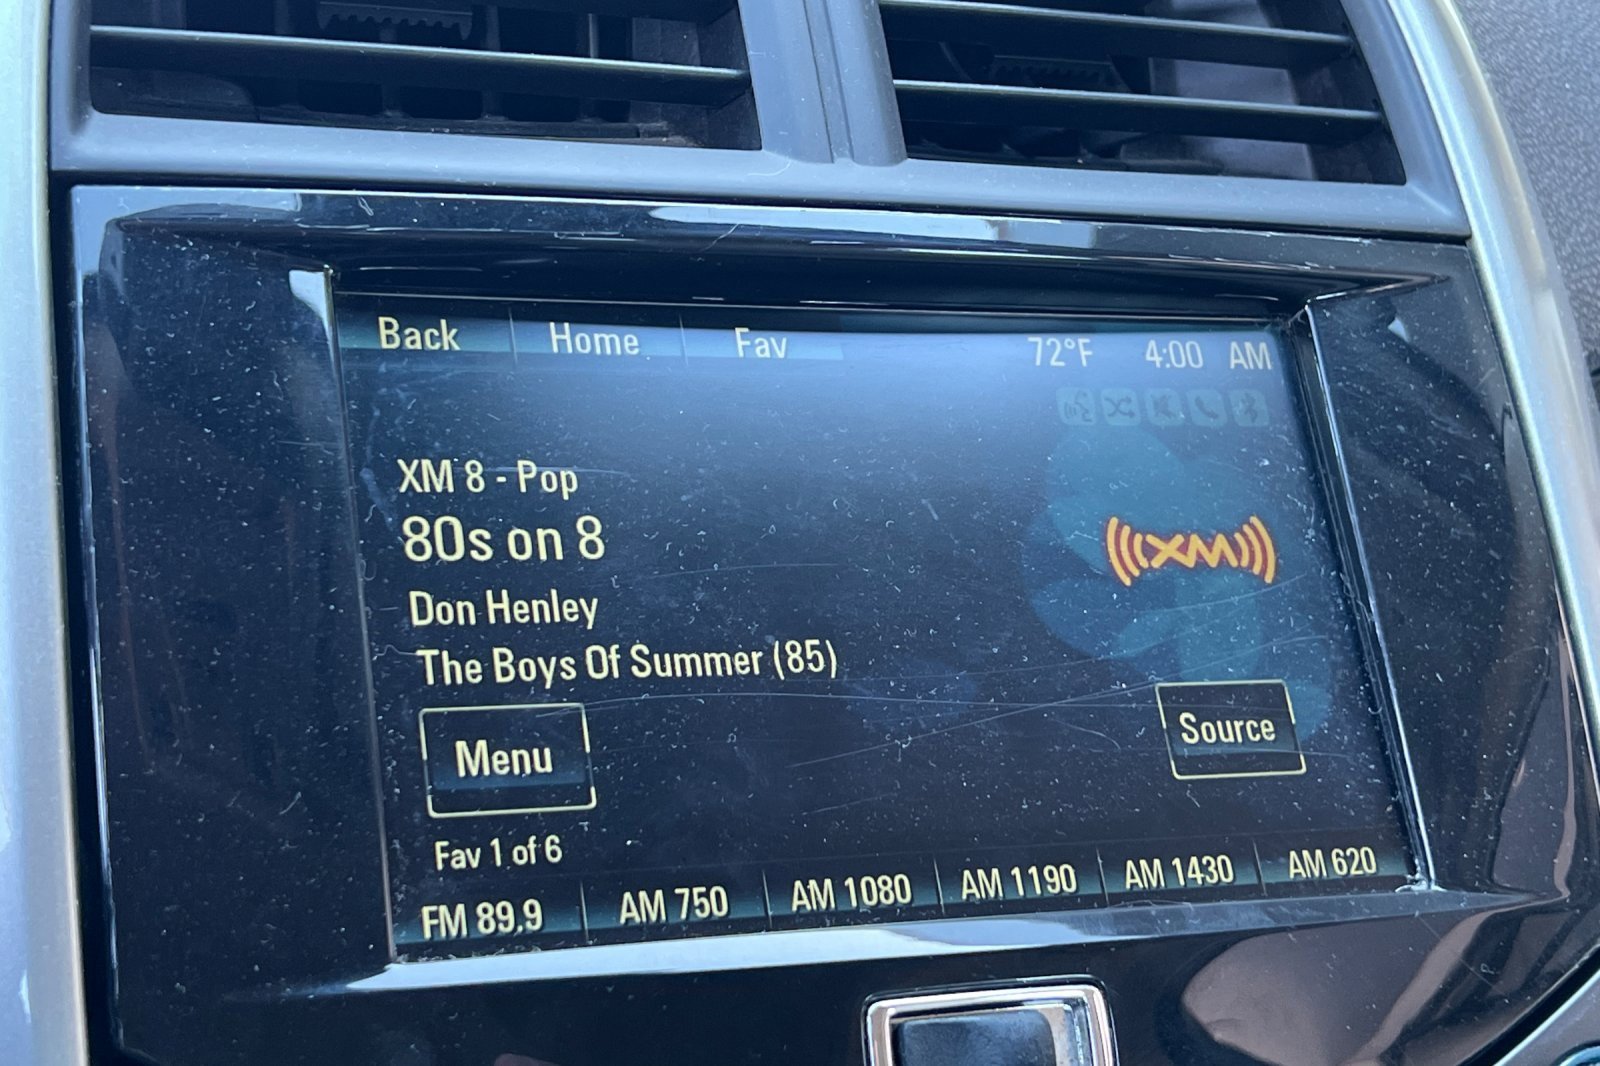 Back Home Fav 72°F 4:00 AM
XM 8 - Pop
80s on 8
((XM))
Don Henley
The Boys Of Summer (85)
Menu
Source
Fav 1 of 6
FM 89.9 AM 750 AM 1080 AM 1190 AM 1430 AM 620